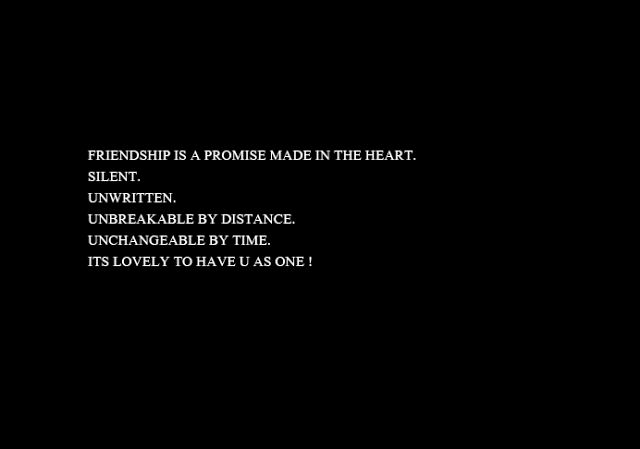 FRIENDSHIP IS A PROMISE MADE IN THE HEART.
SILENT.
UNWRITTEN.
UNBREAKABLE BY DISTANCE.
UNCHANGEABLE BY TIME.
ITS LOVELY TO HAVE U AS ONE !